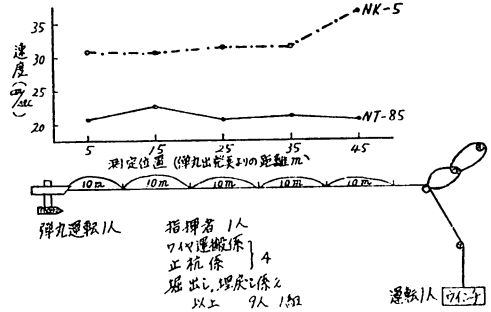 NK-5
35
30
25
20
速度(cm/sec)
NT-85
5 15 25 35 45
測定位置(弾丸出発点よりの距離m)
10m 10m 10m 10m 10m
弾丸運転1人
指揮者 1人
ワイヤ運搬係
正杭係
4
堀出し、埋戻し係
以上 9人 1組
運転1人 ウインチ